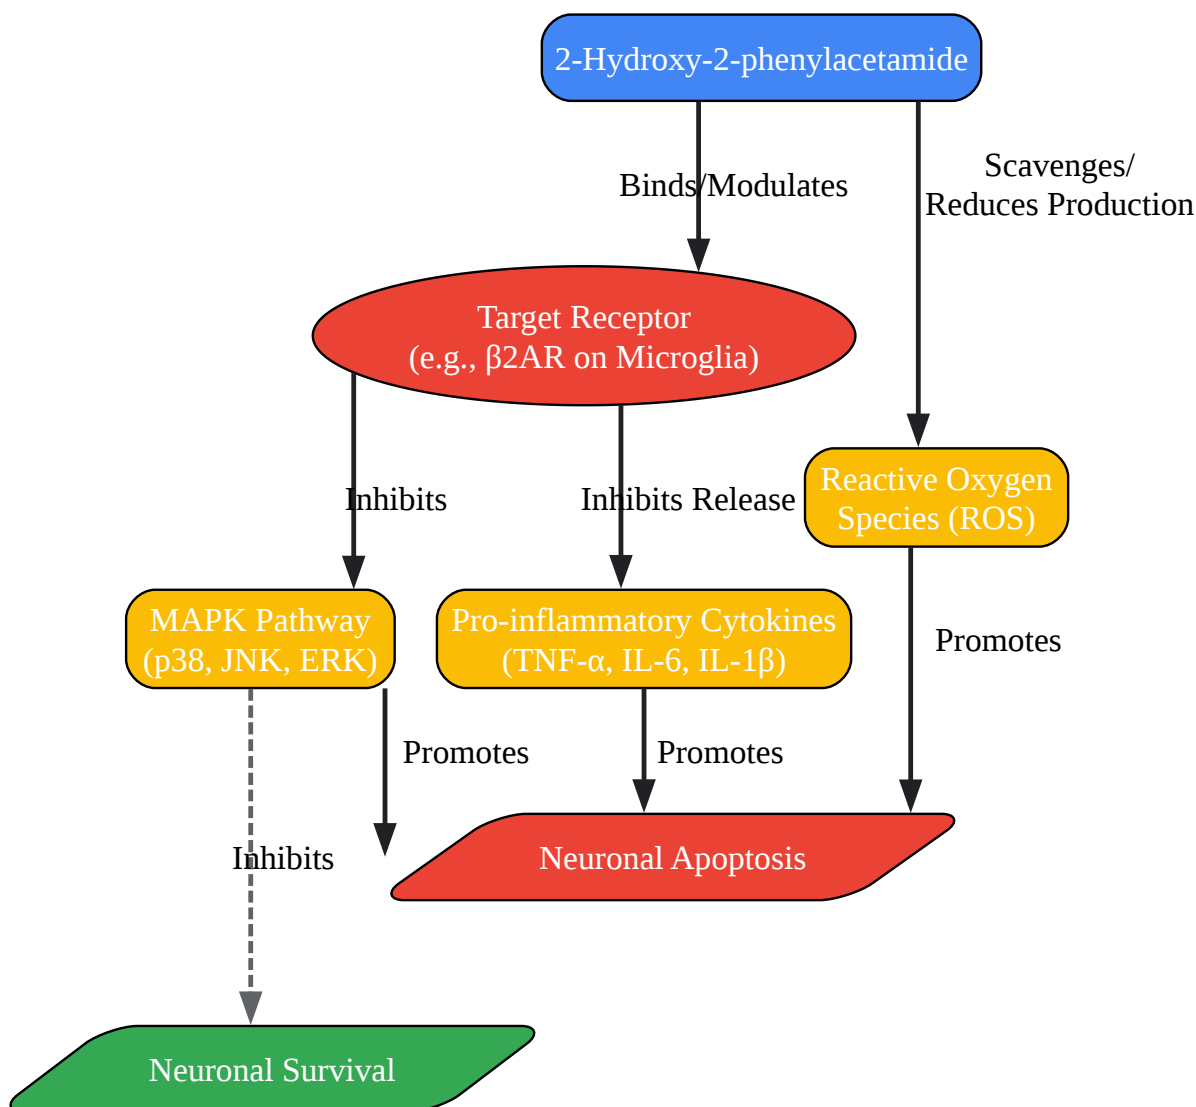 2-Hydroxy-2-phenylacetamide
Binds/Modulates
Scavenges/
Reduces Production
Target Receptor
(e.g., β2AR on Microglia)
Inhibits
Inhibits Release
Reactive Oxygen
Species (ROS)
MAPK Pathway
(p38, JNK, ERK)
Pro-inflammatory Cytokines
(TNF-α, IL-6, IL-1β)
Promotes
Promotes
Promotes
Inhibits
Neuronal Apoptosis
Neuronal Survival